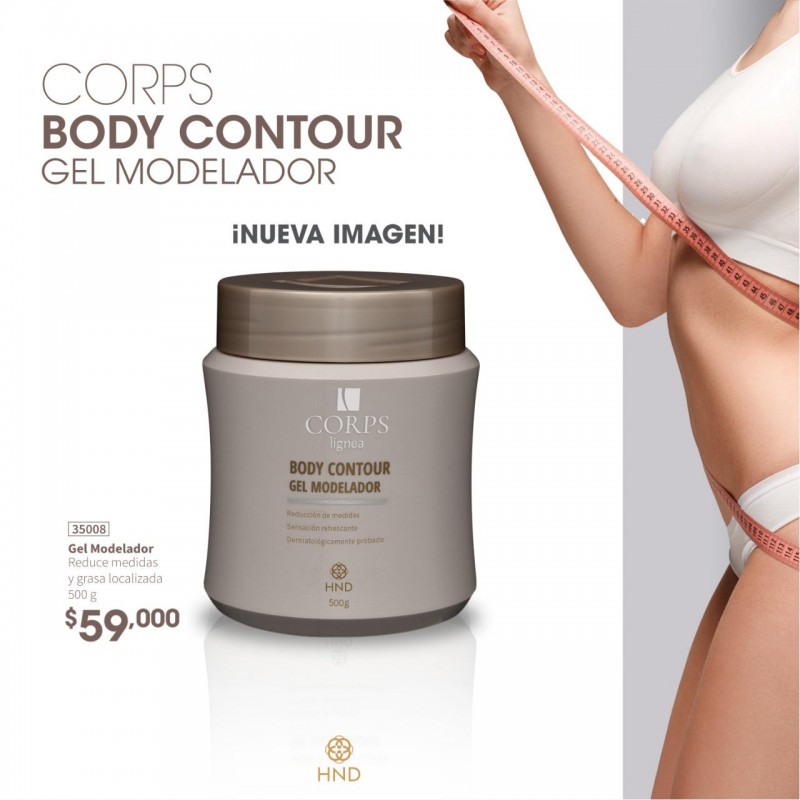 CORPS
BODY CONTOUR
GEL MODELADOR
¡NUEVA IMAGEN!
CORPS
lignea
BODY CONTOUR
GEL MODELADOR
Reducción de medidas
Sensación refrescante
Dermatológicamente probado
HND
500g
35008
Gel Modelador
Reduce medidas
y grasa localizada
500 g
$59,000
HND